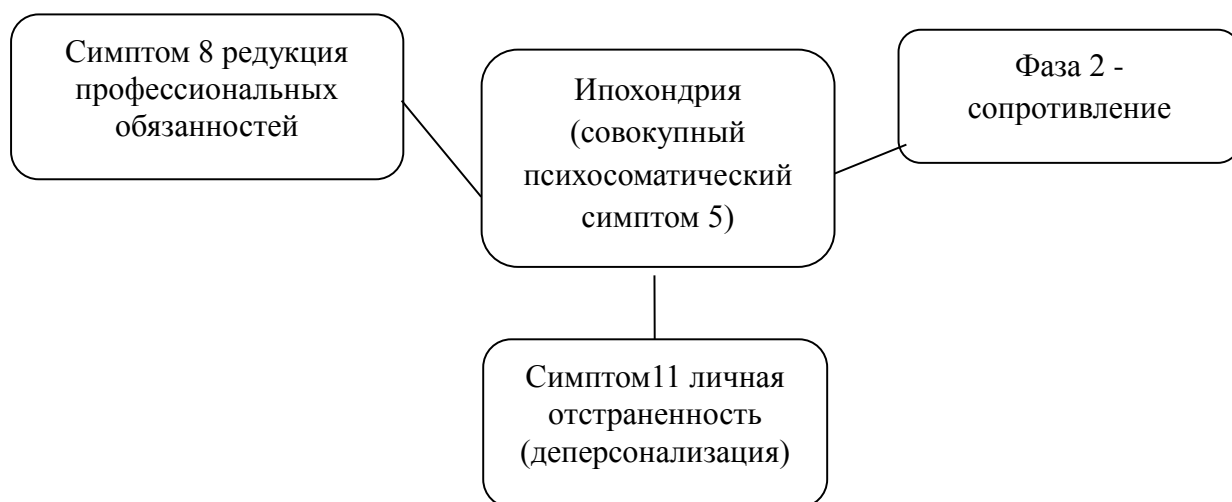 Симптом 8 редукция
профессиональных
обязанностей
Ипохондрия
(совокупный
психосоматический
симптом 5)
Фаза 2 -
сопротивление
Симптом11 личная
отстраненность
(деперсонализация)